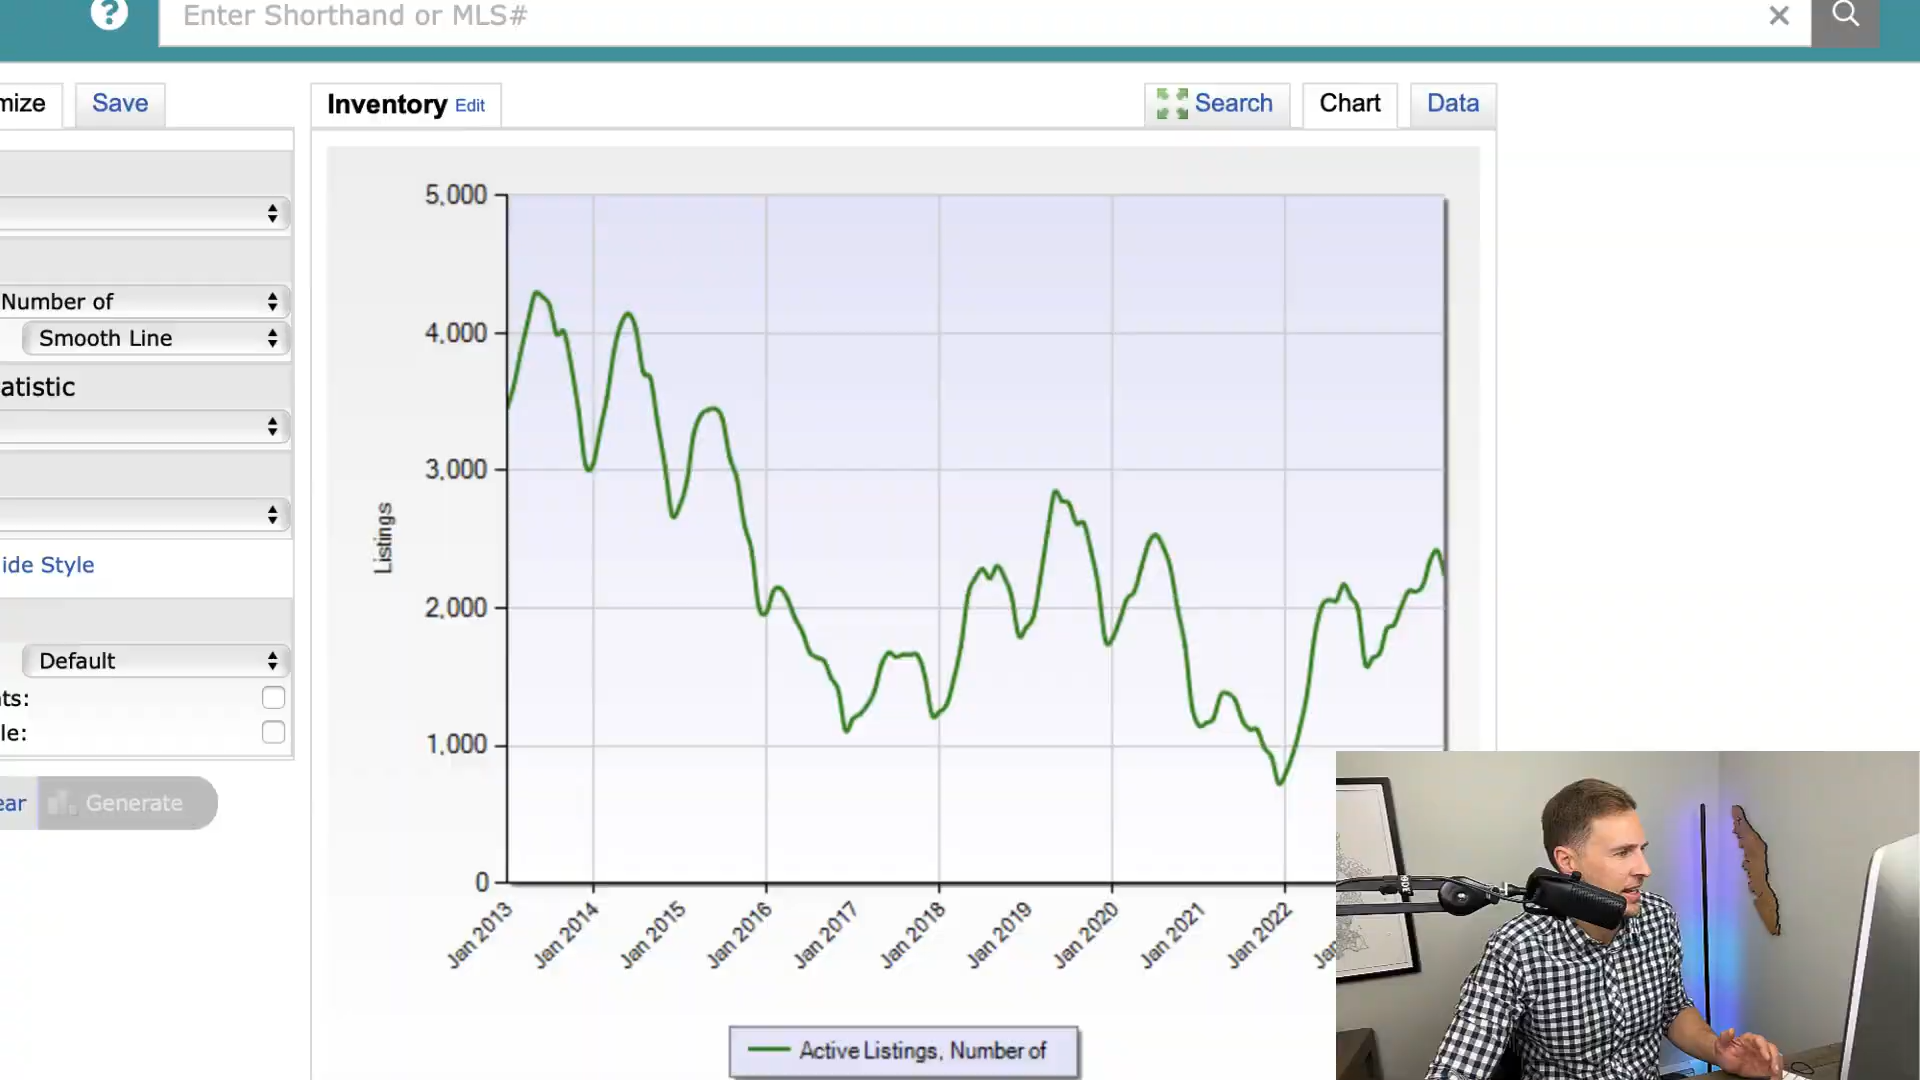 ?
Enter Shorthand or MLS#
mize
Save
Inventory Edit
Search
Chart
Data
Number of
Smooth Line
atistic
ide Style
Default
ts:
le:
ear
Generate
5,000
4,000
3,000
2,000
1,000
0
Listings
Jan 2013
Jan 2014
Jan 2015
Jan 2016
Jan 2017
Jan 2018
Jan 2019
Jan 2020
Jan 2021
Jan 2022
Ja
Active Listings, Number of